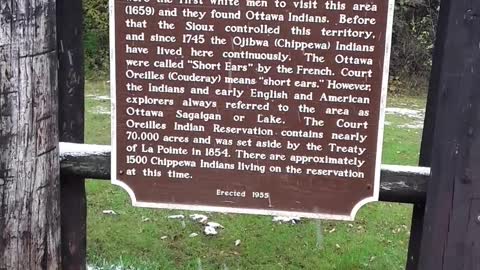 were the first white men to visit this area
(1659) and they found Ottawa Indians. Before
that the Sioux controlled this territory,
and since 1745 the Ojibwa (Chippewa) Indians
have lived here continuously. The Ottawa
were called "Short Ears" by the French. Court
Oreilles (Couderay) means "short ears." However,
the Indians and early English and American
explorers always referred to the area as
Ottawa Sagaigan or Lake. The Court
Oreilles Indian Reservation contains nearly
70,000 acres and was set aside by the Treaty
of La Pointe in 1854. There are approximately
1500 Chippewa Indians living on the reservation
at this time.
Erected 1955